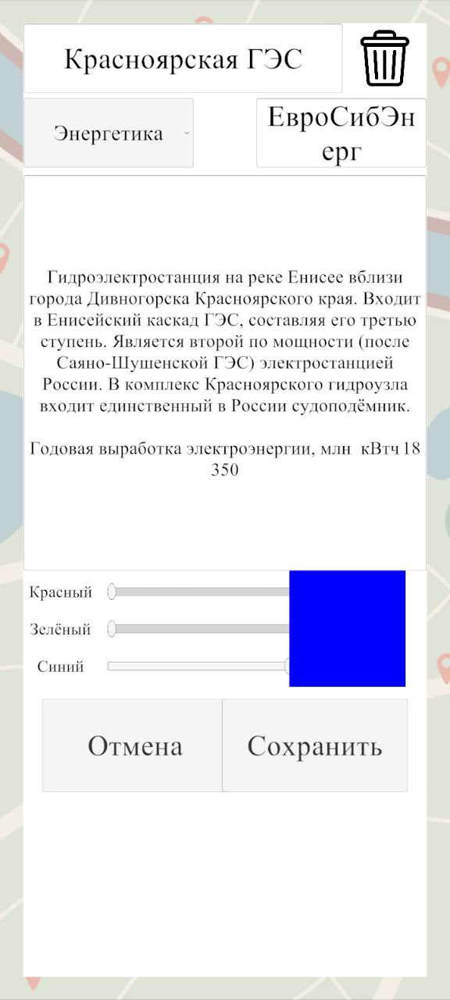 Красноярская ГЭС
Энергетика
ЕвроСибЭн
ерг
Гидроэлектростанция на реке Енисее вблизи
города Дивногорска Красноярского края. Входит
в Енисейский каскад ГЭС, составляя его третью
ступень. Является второй по мощности (после
Саяно-Шушенской ГЭС) электростанцией
России. В комплекс Красноярского гидроузла
входит единственный в России судоподъёмник.
Годовая выработка электроэнергии, млн  кВтч 18
350
Красный
Зелёный
Синий
Отмена
Сохранить